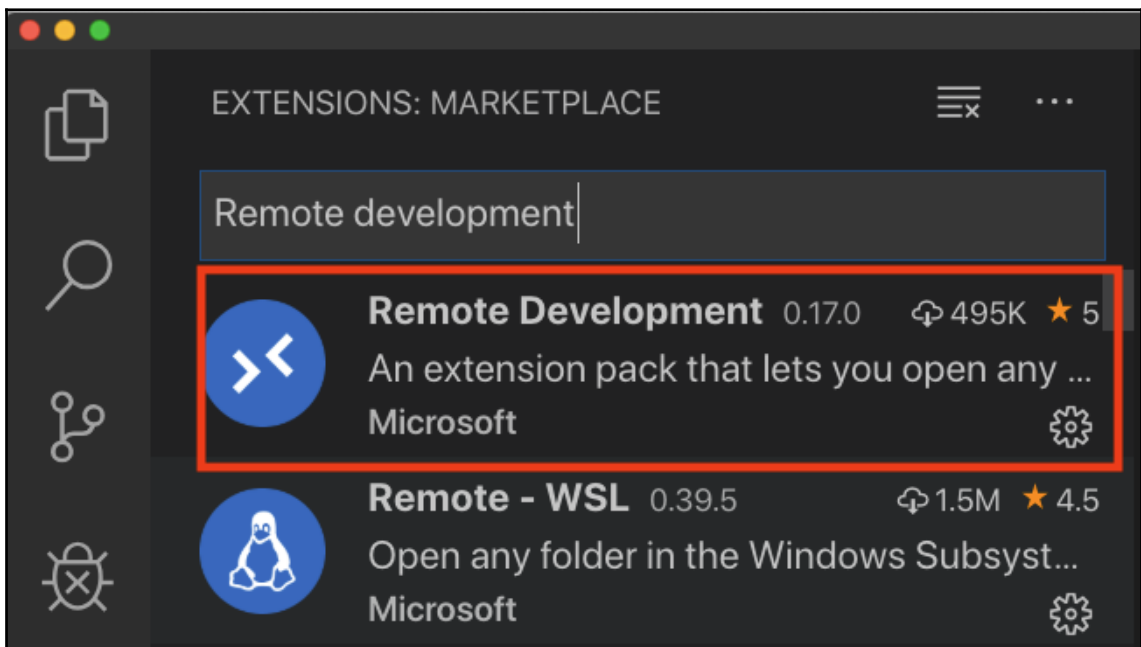 EXTENSIONS: MARKETPLACE
Remote development
Remote Development 0.17.0 495K ★ 5
An extension pack that lets you open any ...
Microsoft
Remote - WSL 0.39.5 1.5M ★ 4.5
Open any folder in the Windows Subsyst...
Microsoft